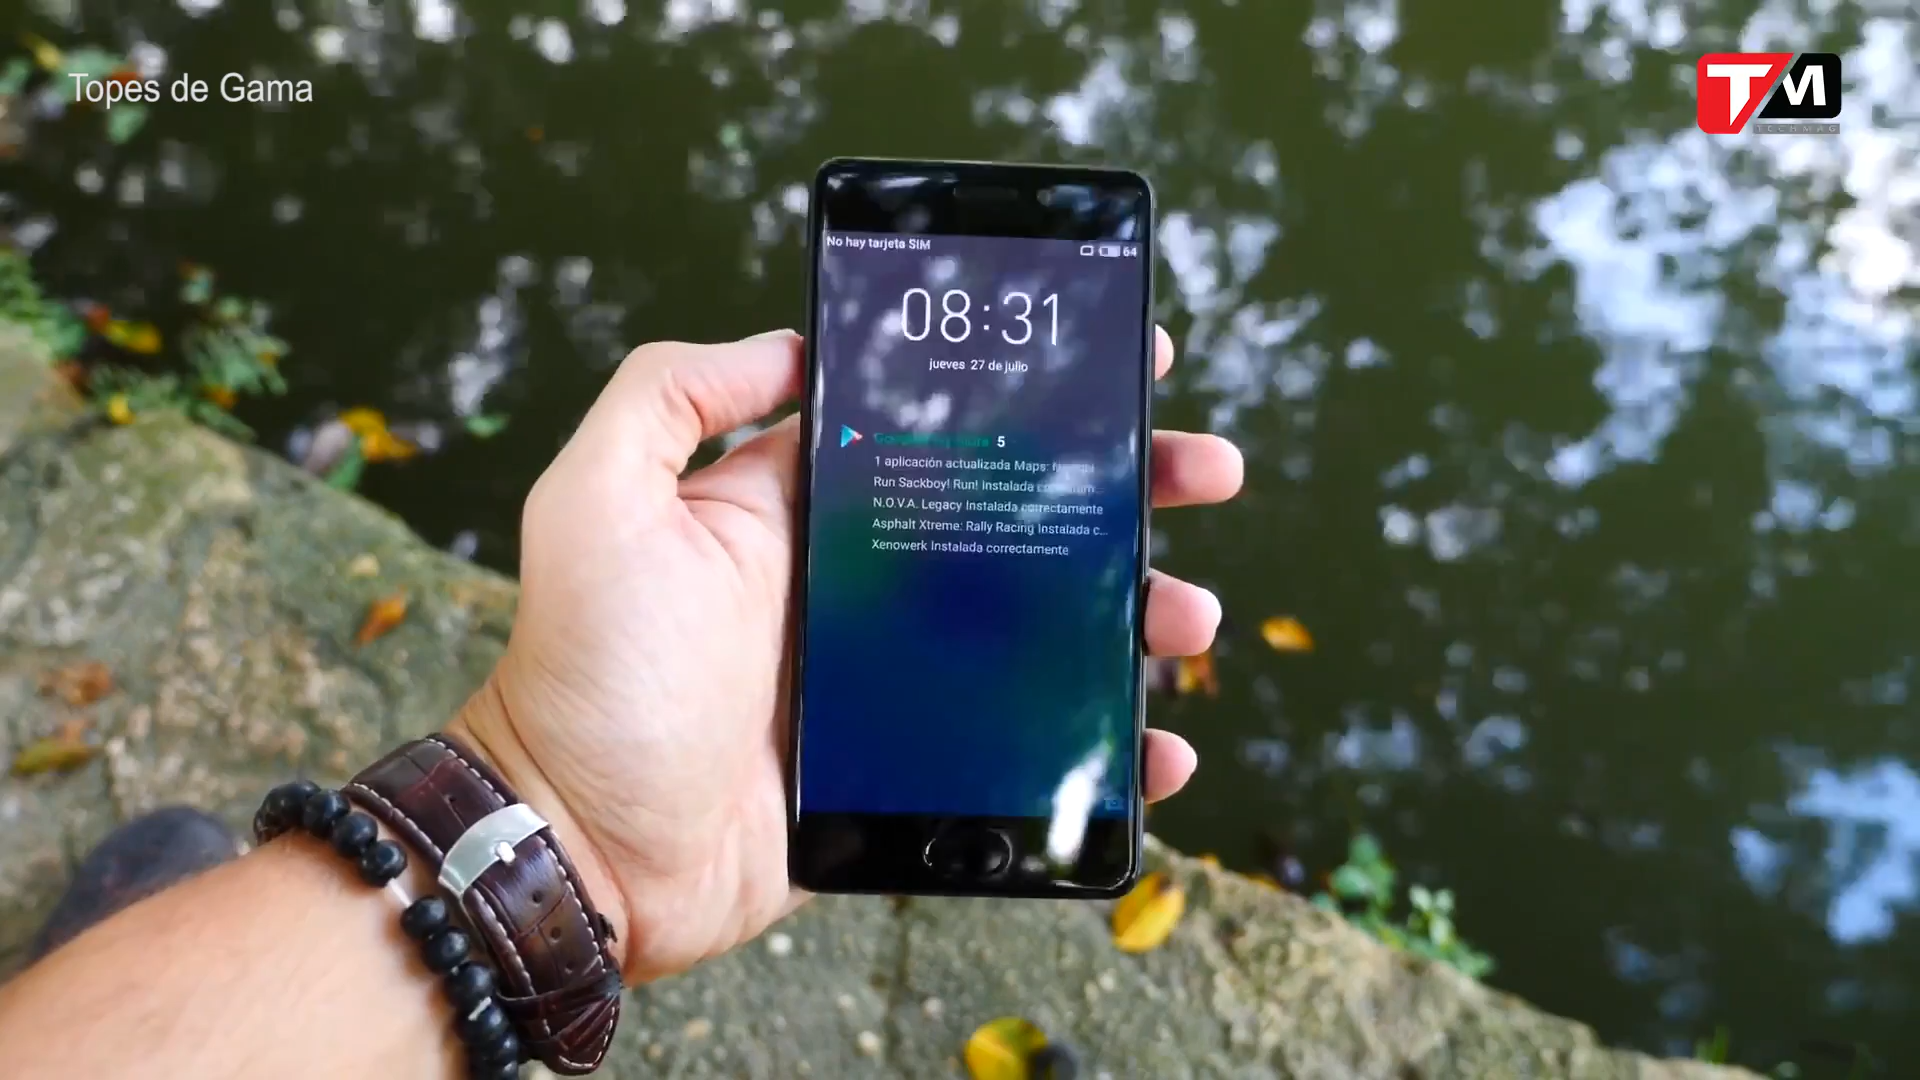 Topes de Gama
TM
TECHMAG
No hay tarjeta SIM
64
08:31
jueves 27 de julio
5
1 aplicación actualizada Maps:
Run Sackboy! Run! Instalada
N.O.V.A. Legacy Instalada correctamente
Asphalt Xtreme: Rally Racing Instalada c...
Xenowerk Instalada correctamente